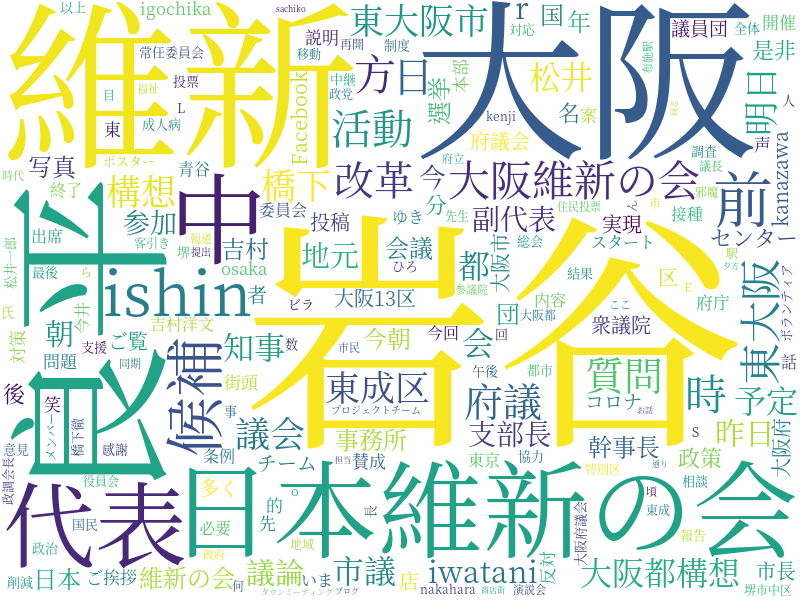 以上
igochika
sachiko
東大阪市
r
国
年
議員団
対応
全体
開催
維新
大阪
常任委員会
説明
再開
移動
制度
方
日
中継
政党
本部
松井
布施駅
是非
目
福祉
投票
L
東
成人病
Facebook
選挙
kenji
名
案
明日
人
写真
ポスター
活動
府議会
声
時代
終了
構想
青谷
橋下
府立
調査
議長
kanazawa
中
改革
今
大阪維新の会
邪魔
前
参加
委員会
投稿
分
ゆき
先生
副代表
住民投票
市
実現
接種
センター
客引き
報道
提出
堺
吉村
地元
会議
ひろ
都
大阪市
総会
スタート
ん
駅
夕方
松井一郎
出席
最後
ら
ishin
osaka
岩谷
参議院
結果
区
E
東大阪
ボランティア
氏
今井
吉村洋文
者
ビラ
大阪13区
団
内容
大阪都
ここ
府庁
対策
朝
ご覧
支援
数
今朝
今回
回
会
衆議院
話
問題
同期
知事
市民
午後
都市
後
笑
ー
候補
街頭
東成区
質問
時
予定
メンバー
橋下徹
事
プロジェクトチーム
府議
コロナ
お話
意見
感謝
議会
事務所
支部長
s
昨日
政調会長
役員会
条例
チーム
賛成
東京
協力
幹事長
政策
大阪府
代表
多く
o
的
担当
日本維新の会
特別区
通り
頃
相談
国民
必要
先
長
大阪府議会
東成
政治
政府
地域
報告
削減
日本
ご挨拶
維新の会
何
議論
いま
市議
店
iwatani
反対
大阪都構想
市長
タウンミーティング
ブログ
nakahara
商店街
演説会
堺市中区